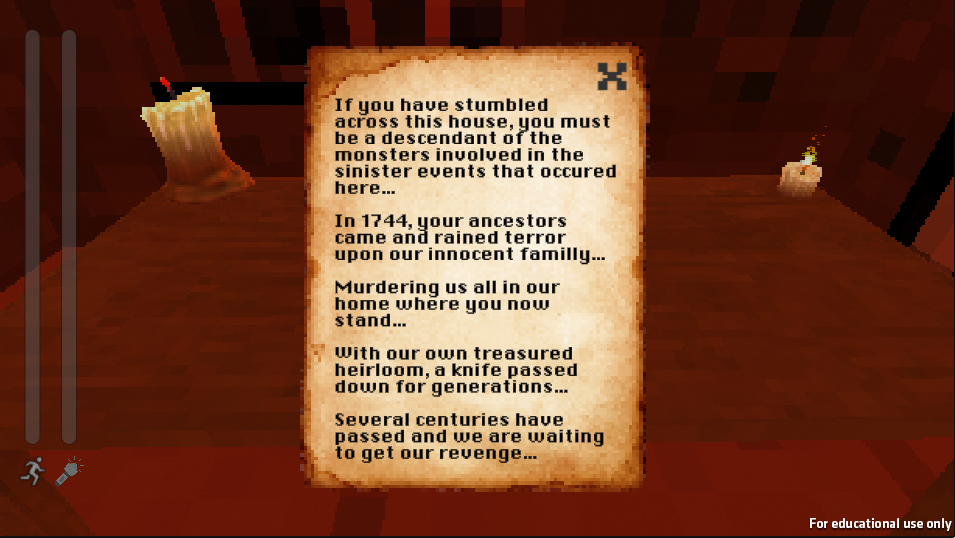 If you have stumbled
across this house, you must
be a descendant of the
monsters involved in the
sinister events that occured
here...
In 1744, your ancestors
came and rained terror
upon our innocent familly...
Murdering us all in our
home where you now
stand...
With our own treasured
heirloom, a knife passed
down for generations...
Several centuries have
passed and we are waiting
to get our revenge...
For educational use only